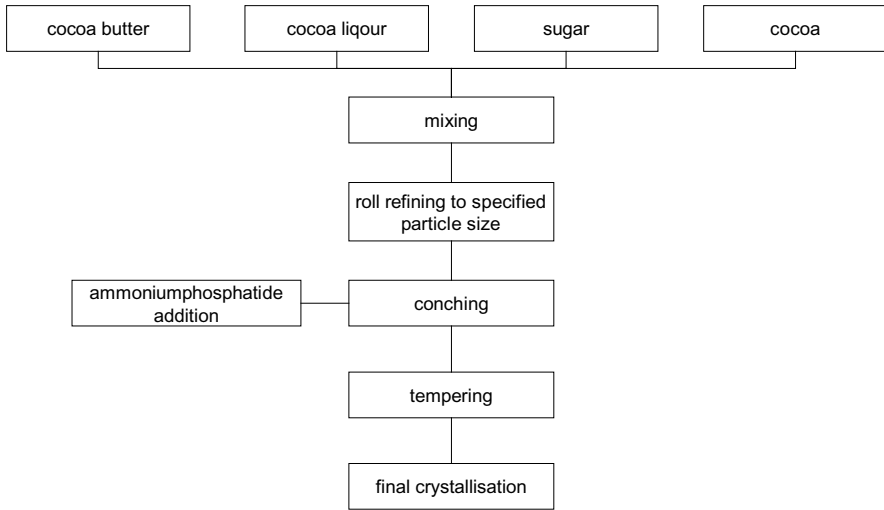 cocoa butter
cocoa liqour
sugar
cocoa
mixing
roll refining to specified
particle size
ammoniumphosphatide
addition
conching
tempering
final crystallisation